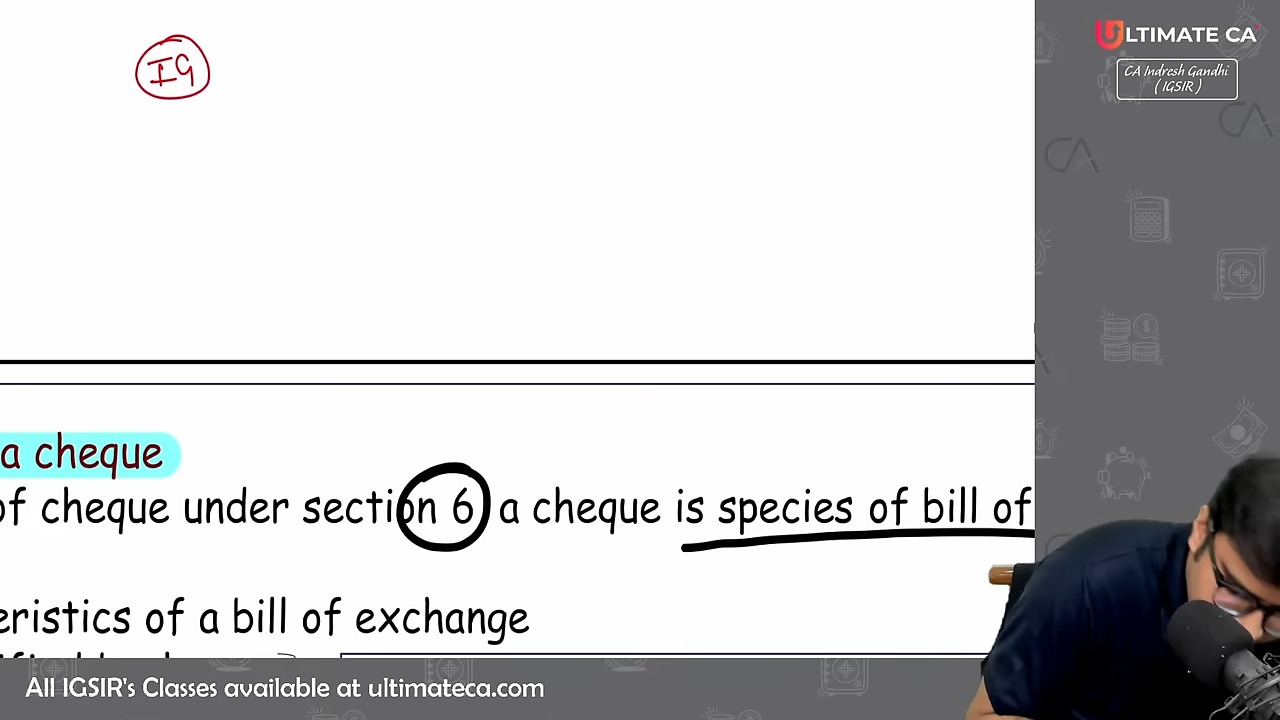 IG
ULTIMATE CA
CA Indresh Gandhi
( IGSIR )
a cheque
of cheque under section 6 a cheque is species of bill of
eristics of a bill of exchange
All IGSIR's Classes available at ultimateca.com